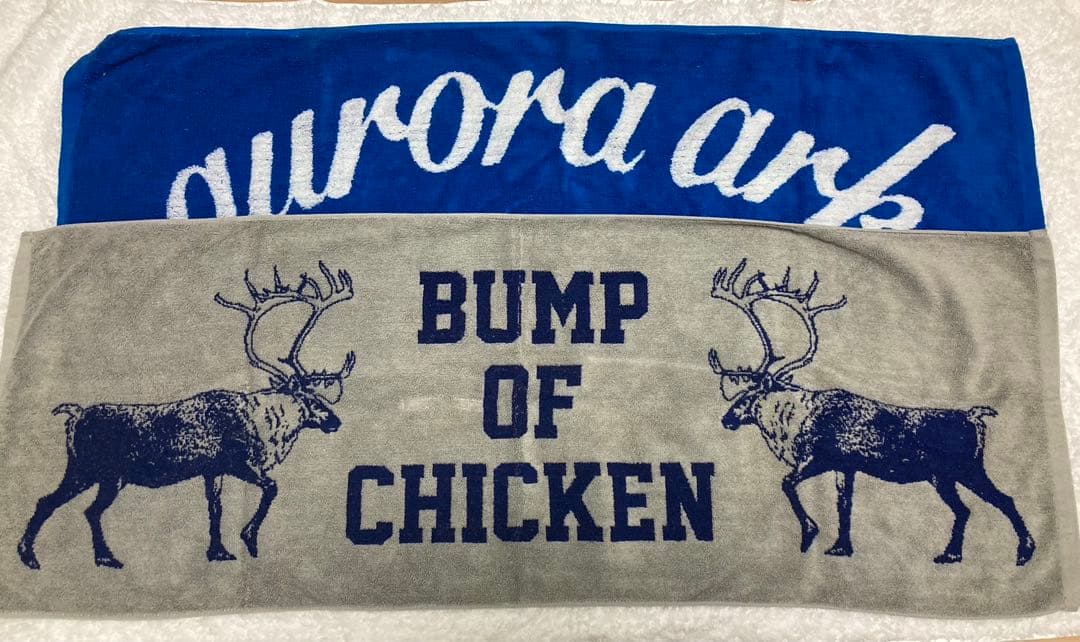 aurora ark
BUMP
OF
CHICKEN